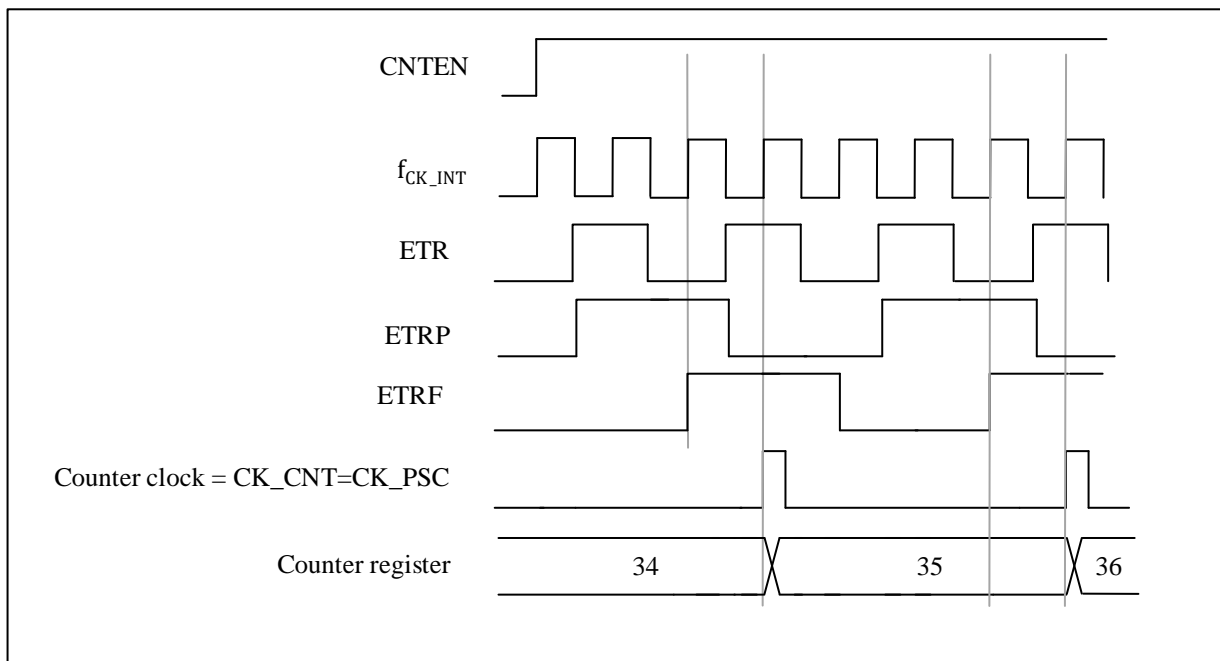 CNTEN
fCK_INT
ETR
ETRP
ETRF
Counter clock = CK_CNT=CK_PSC
Counter register 34 35 36